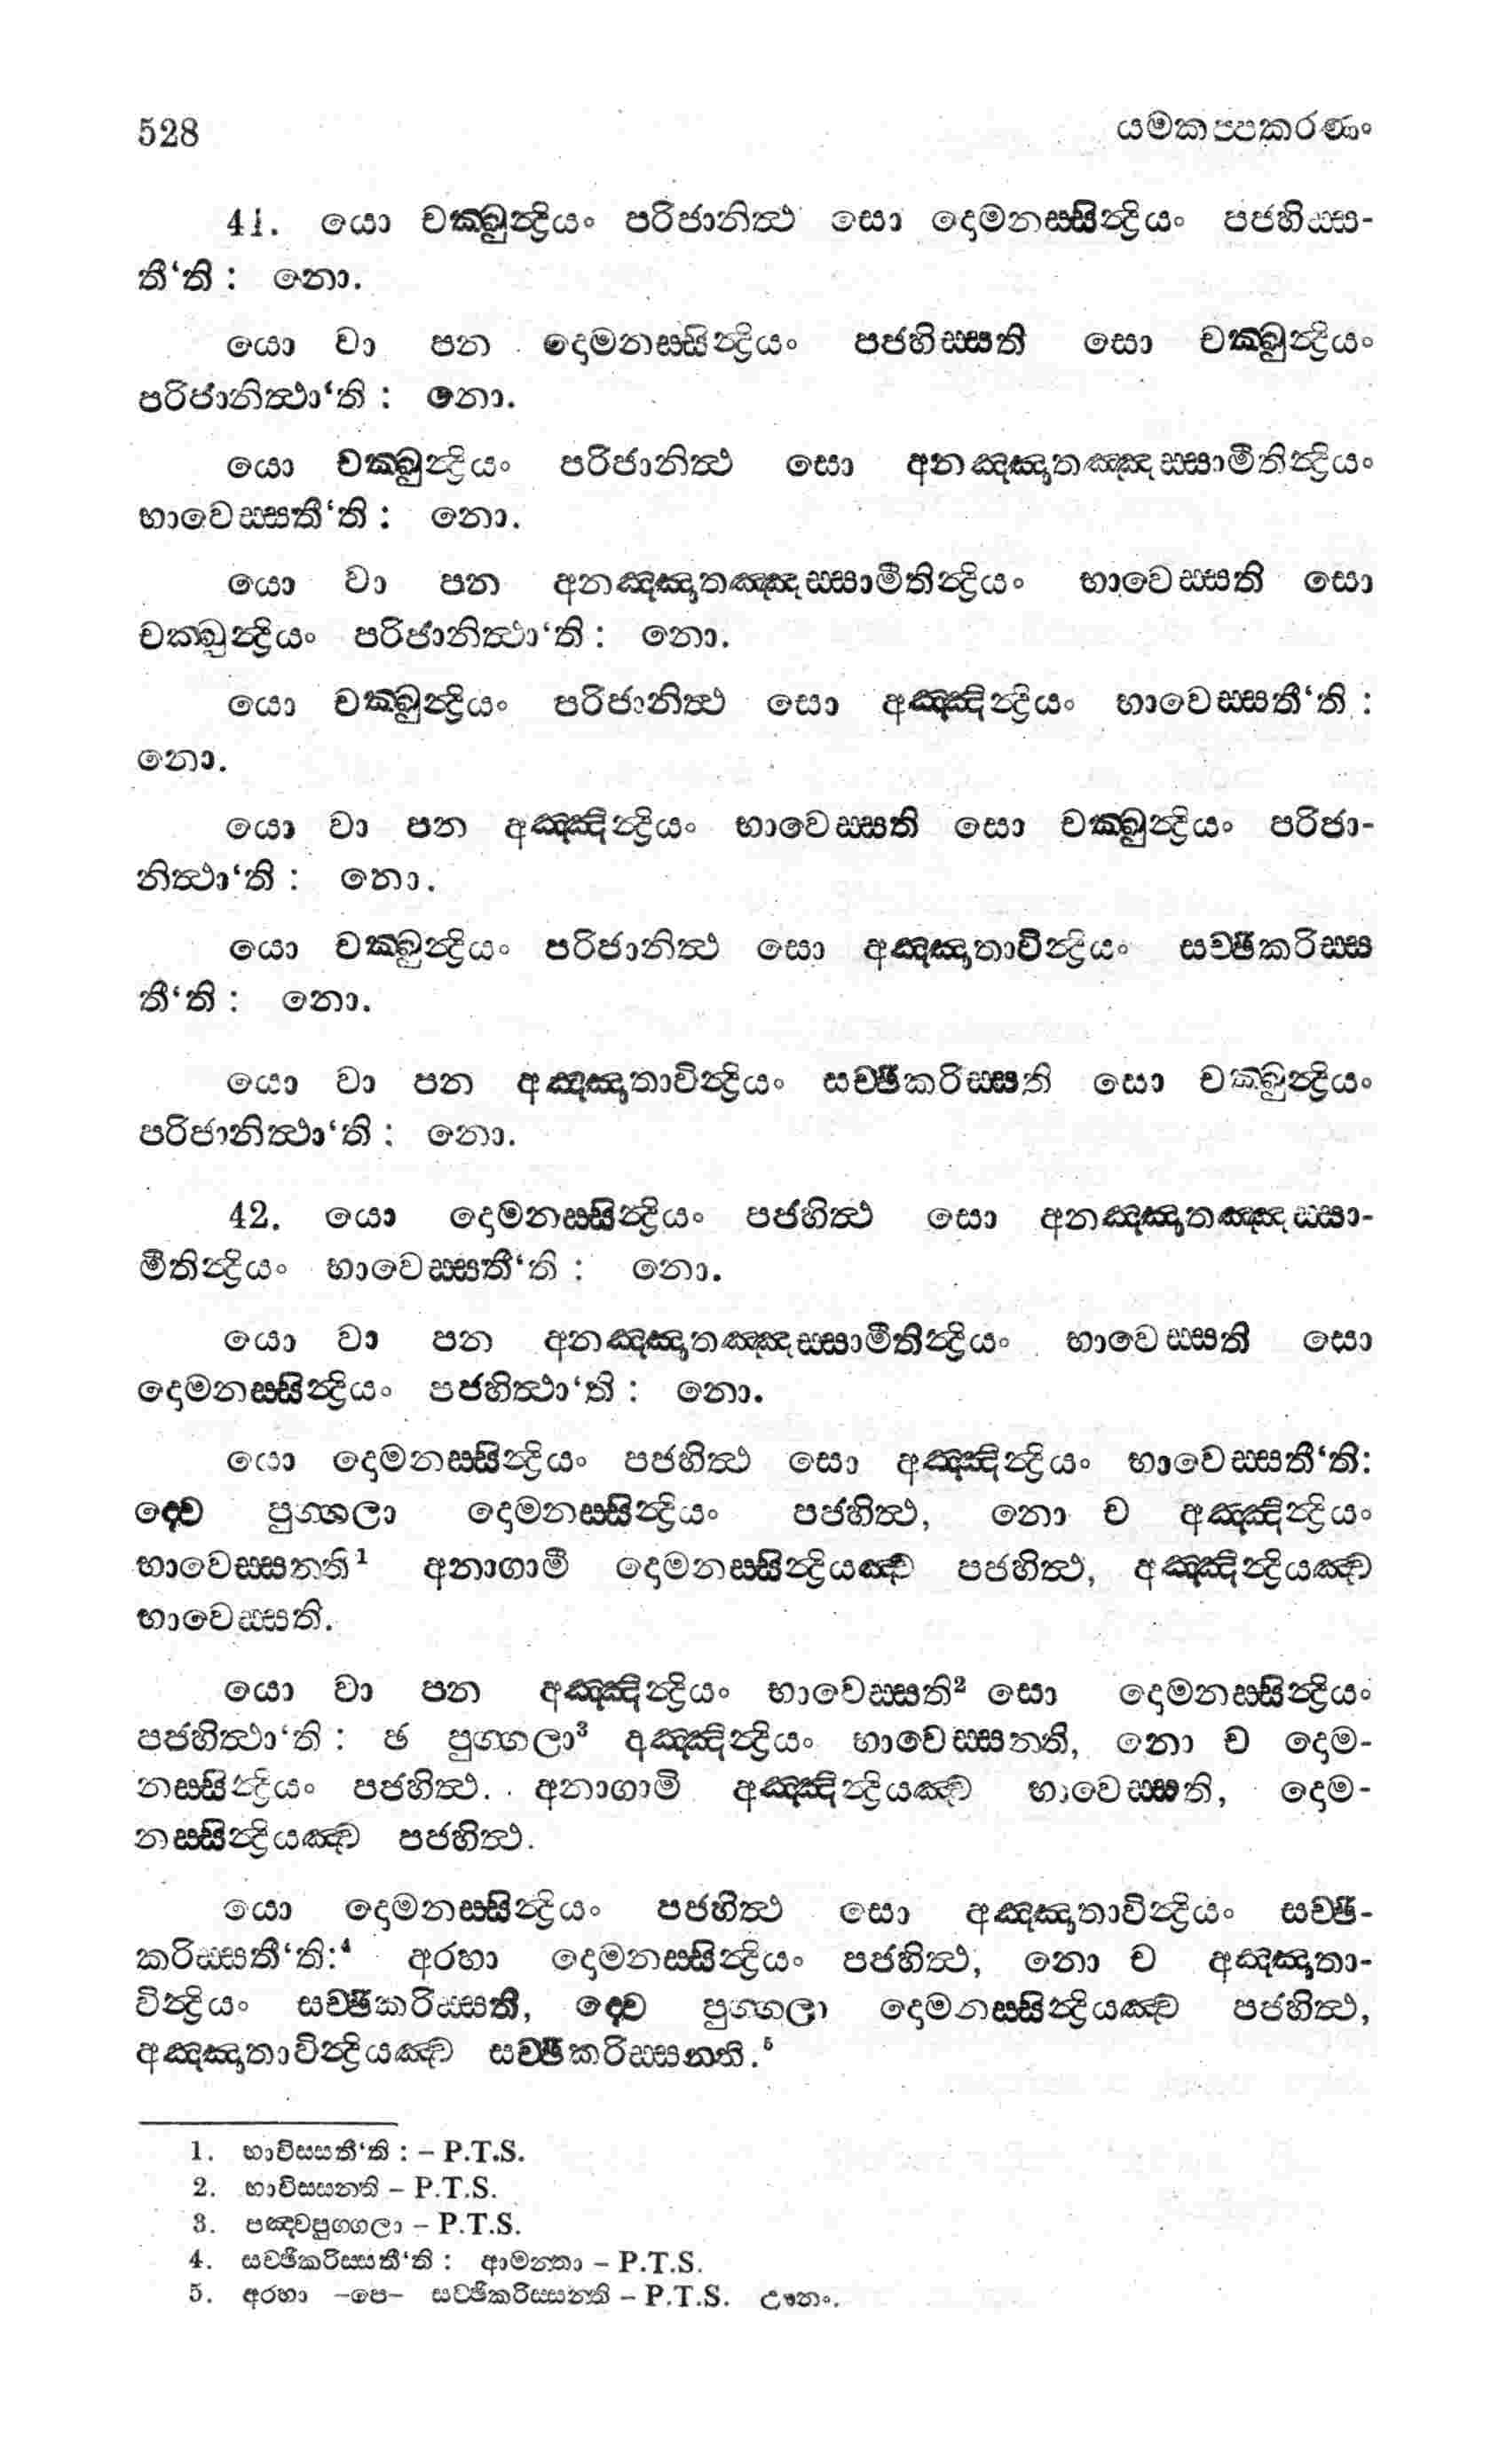 528 යමකප්පකරණං
41. යො චක්ඛුන්ද්‍රියං පරිජානිත්ථ සො දොමනස්සින්ද්‍රියං පජහිස්ස-
තී‘ති : නො.
යො වා පන දොමනස්සින්ද්‍රියං පජහිස්සති සො චක්ඛුන්ද්‍රියං
පරිජානිත්ථා‘ති : නො.
යො චක්ඛුන්ද්‍රියං පරිජානිත්ථ සො අනඤ්ඤාතඤ්ඤස්සාමීතින්ද්‍රියං
භාවෙස්සතී‘ති : නො.
යො වා පන අනඤ්ඤාතඤ්ඤස්සාමීතින්ද්‍රියං භාවෙස්සති සො
චක්ඛුන්ද්‍රියං පරිජානිත්ථා‘ති : නො.
යො චක්ඛුන්ද්‍රියං පරිජානිත්ථ සො අඤ්ඤින්ද්‍රියං භාවෙස්සතී‘ති :
නො.
යො වා පන අඤ්ඤින්ද්‍රියං භාවෙස්සති සො චක්ඛුන්ද්‍රියං පරිජා-
නිත්ථා‘ති : නො.
යො චක්ඛුන්ද්‍රියං පරිජානිත්ථ සො අඤ්ඤාතාවින්ද්‍රියං සච්ඡිකරිස්ස
තී‘ති : නො.
යො වා පන අඤ්ඤාතාවින්ද්‍රියං සච්ඡිකරිස්සති සො චක්ඛුන්ද්‍රියං
පරිජානිත්ථා‘ති : නො.
42. යො දොමනස්සින්ද්‍රියං පජහිත්ථ සො අනඤ්ඤාතඤ්ඤස්සා-
මීතින්ද්‍රියං භාවෙස්සතී‘ති : නො.
යො වා පන අනඤ්ඤාතඤ්ඤස්සාමීතින්ද්‍රියං භාවෙස්සති සො
දොමනස්සින්ද්‍රියං පජහිත්ථා‘ති : නො.
යො දොමනස්සින්ද්‍රියං පජහිත්ථ සො අඤ්ඤින්ද්‍රියං භාවෙස්සතී‘ති:
ද්වෙ පුග්ගලා දොමනස්සින්ද්‍රියං පජහිත්ථ, නො ච අඤ්ඤින්ද්‍රියං
භාවෙස්සන්ති¹ අනාගාමී දොමනස්සින්ද්‍රියඤ්ච පජහිත්ථ, අඤ්ඤින්ද්‍රියඤ්ච
භාවෙස්සති.
යො වා පන අඤ්ඤින්ද්‍රියං භාවෙස්සති² සො දොමනස්සින්ද්‍රියං
පජහිත්ථා‘ති : ඡ පුග්ගලා³ අඤ්ඤින්ද්‍රියං භාවෙස්සන්ති, නො ච දොම-
නස්සින්ද්‍රියං පජහිත්ථ. අනාගාමි අඤ්ඤින්ද්‍රියඤ්ච භාවෙස්සති, දොම-
නස්සින්ද්‍රියඤ්ච පජහිත්ථ.
යො දොමනස්සින්ද්‍රියං පජහිත්ථ සො අඤ්ඤාතාවින්ද්‍රියං සච්ඡි-
කරිස්සතී‘ති:⁴ අරහා දොමනස්සින්ද්‍රියං පජහිත්ථ, නො ච අඤ්ඤාතා-
වින්ද්‍රියං සච්ඡිකරිස්සති, ද්වෙ පුග්ගලා දොමනස්සින්ද්‍රියඤ්ච පජහිත්ථ,
අඤ්ඤාතාවින්ද්‍රියඤ්ච සච්ඡිකරිස්සන්ති.⁵
1. භාවිස්සතී‘ති : – P.T.S.
2. භාවිස්සන්ති – P.T.S.
3. පඤ්චපුග්ගලා – P.T.S.
4. සච්ඡිකරිස්සතී‘ති : ආමන්තා – P.T.S.
5. අරහා –පෙ– සච්ඡිකරිස්සන්ති – P.T.S. ඌනං.